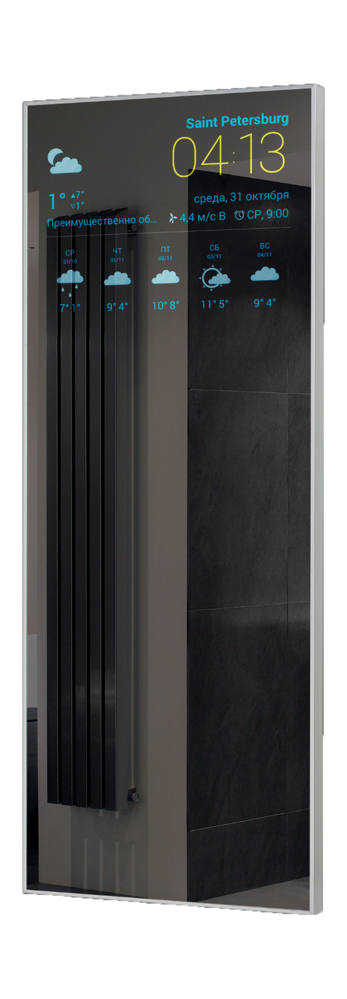 Saint Petersburg
04:13
1° ▲7°
▽1°
среда, 31 октября
Преимущественно об... 4,4 м/с В СР, 9:00
СР ЧТ ПТ СБ ВС
31/10 01/11 02/11 03/11 04/11
7° 1° 9° 4° 10° 8° 11° 5° 9° 4°